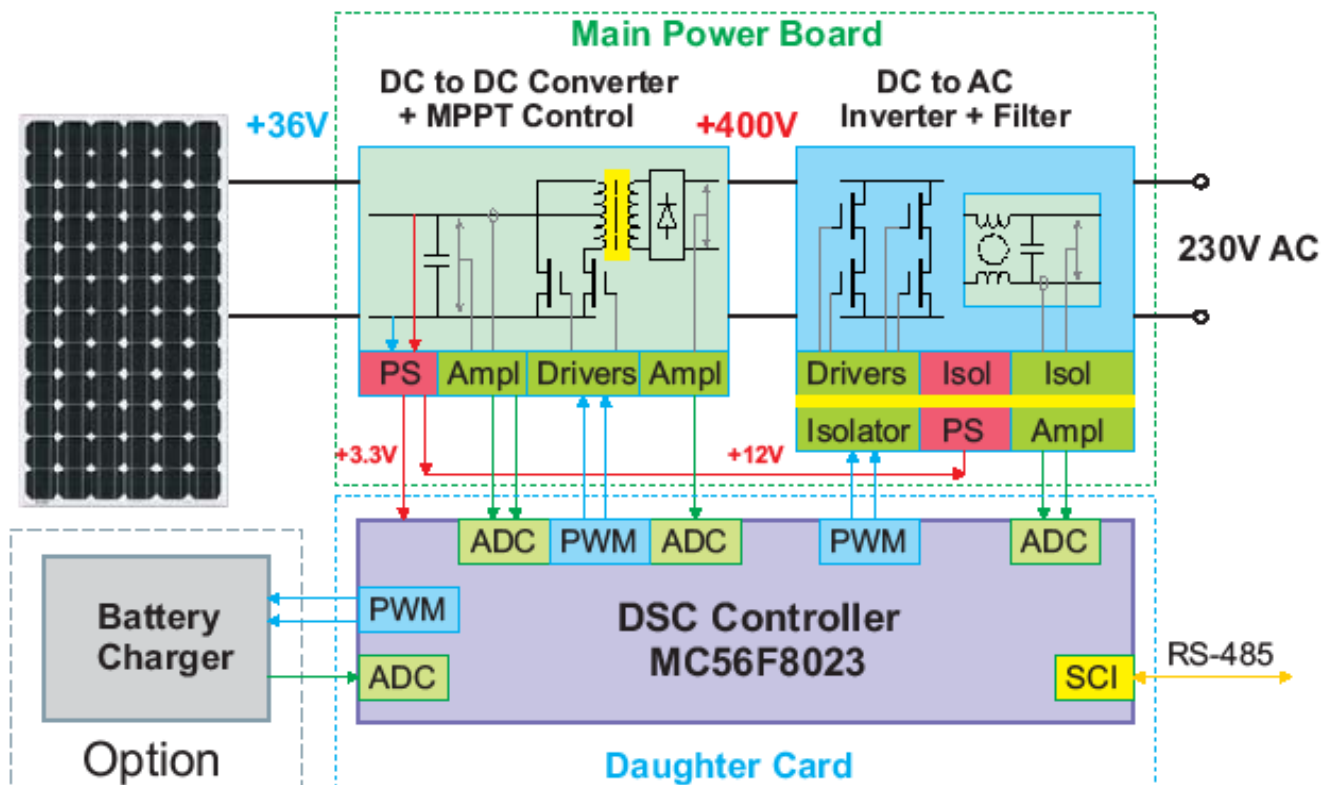 Main Power Board
DC to DC Converter
+ MPPT Control
DC to AC
Inverter + Filter
+36V
+400V
230V AC
PS
Ampl
Drivers
Ampl
Drivers
Isol
Isol
Isolator
PS
Ampl
+3.3V
+12V
ADC
PWM
ADC
PWM
ADC
Battery
Charger
PWM
DSC Controller
MC56F8023
ADC
SCI
RS-485
Option
Daughter Card